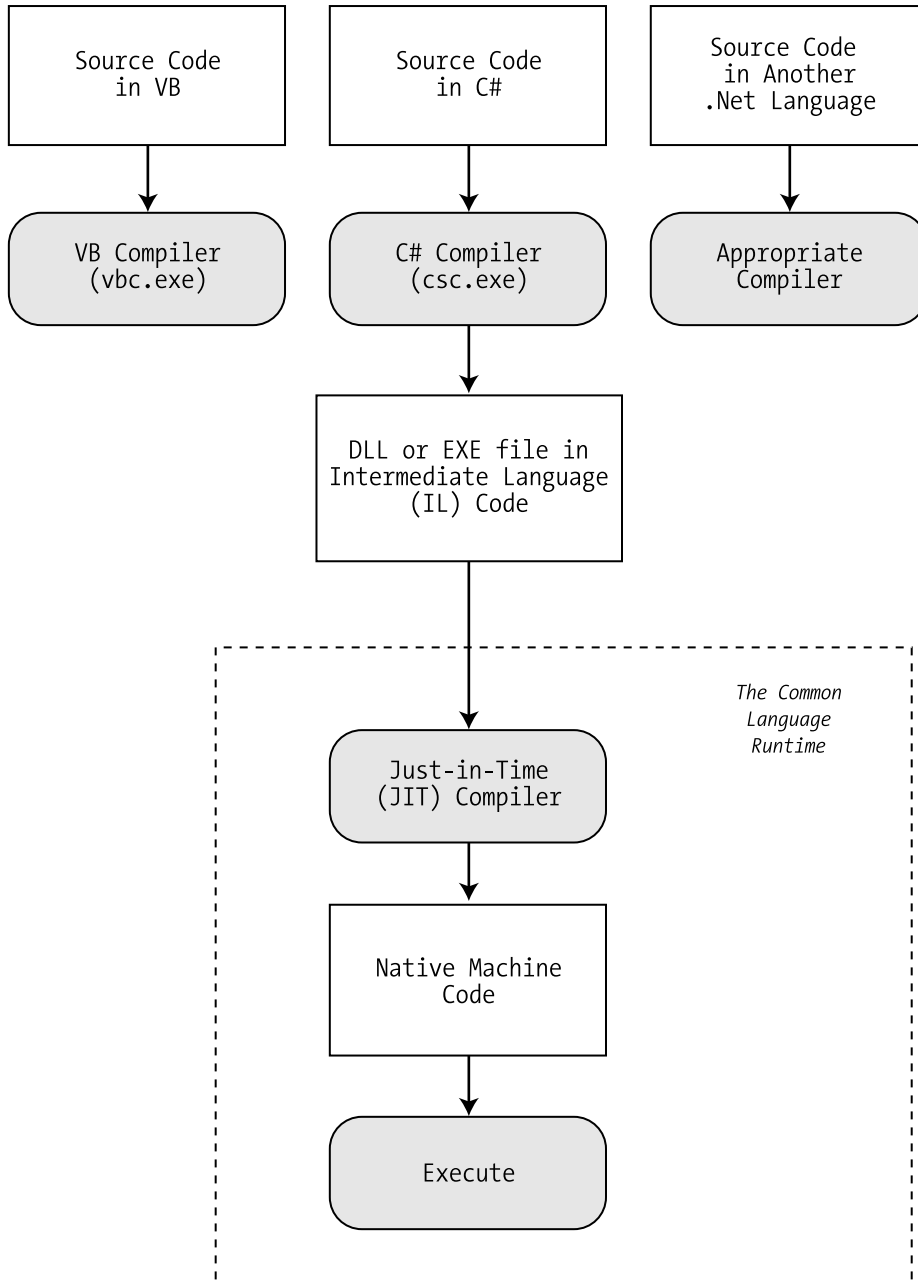 Source Code
in VB
Source Code
in C#
Source Code
in Another
.Net Language
VB Compiler
(vbc.exe)
C# Compiler
(csc.exe)
Appropriate
Compiler
DLL or EXE file in
Intermediate Language
(IL) Code
The Common
Language
Runtime
Just-in-Time
(JIT) Compiler
Native Machine
Code
Execute